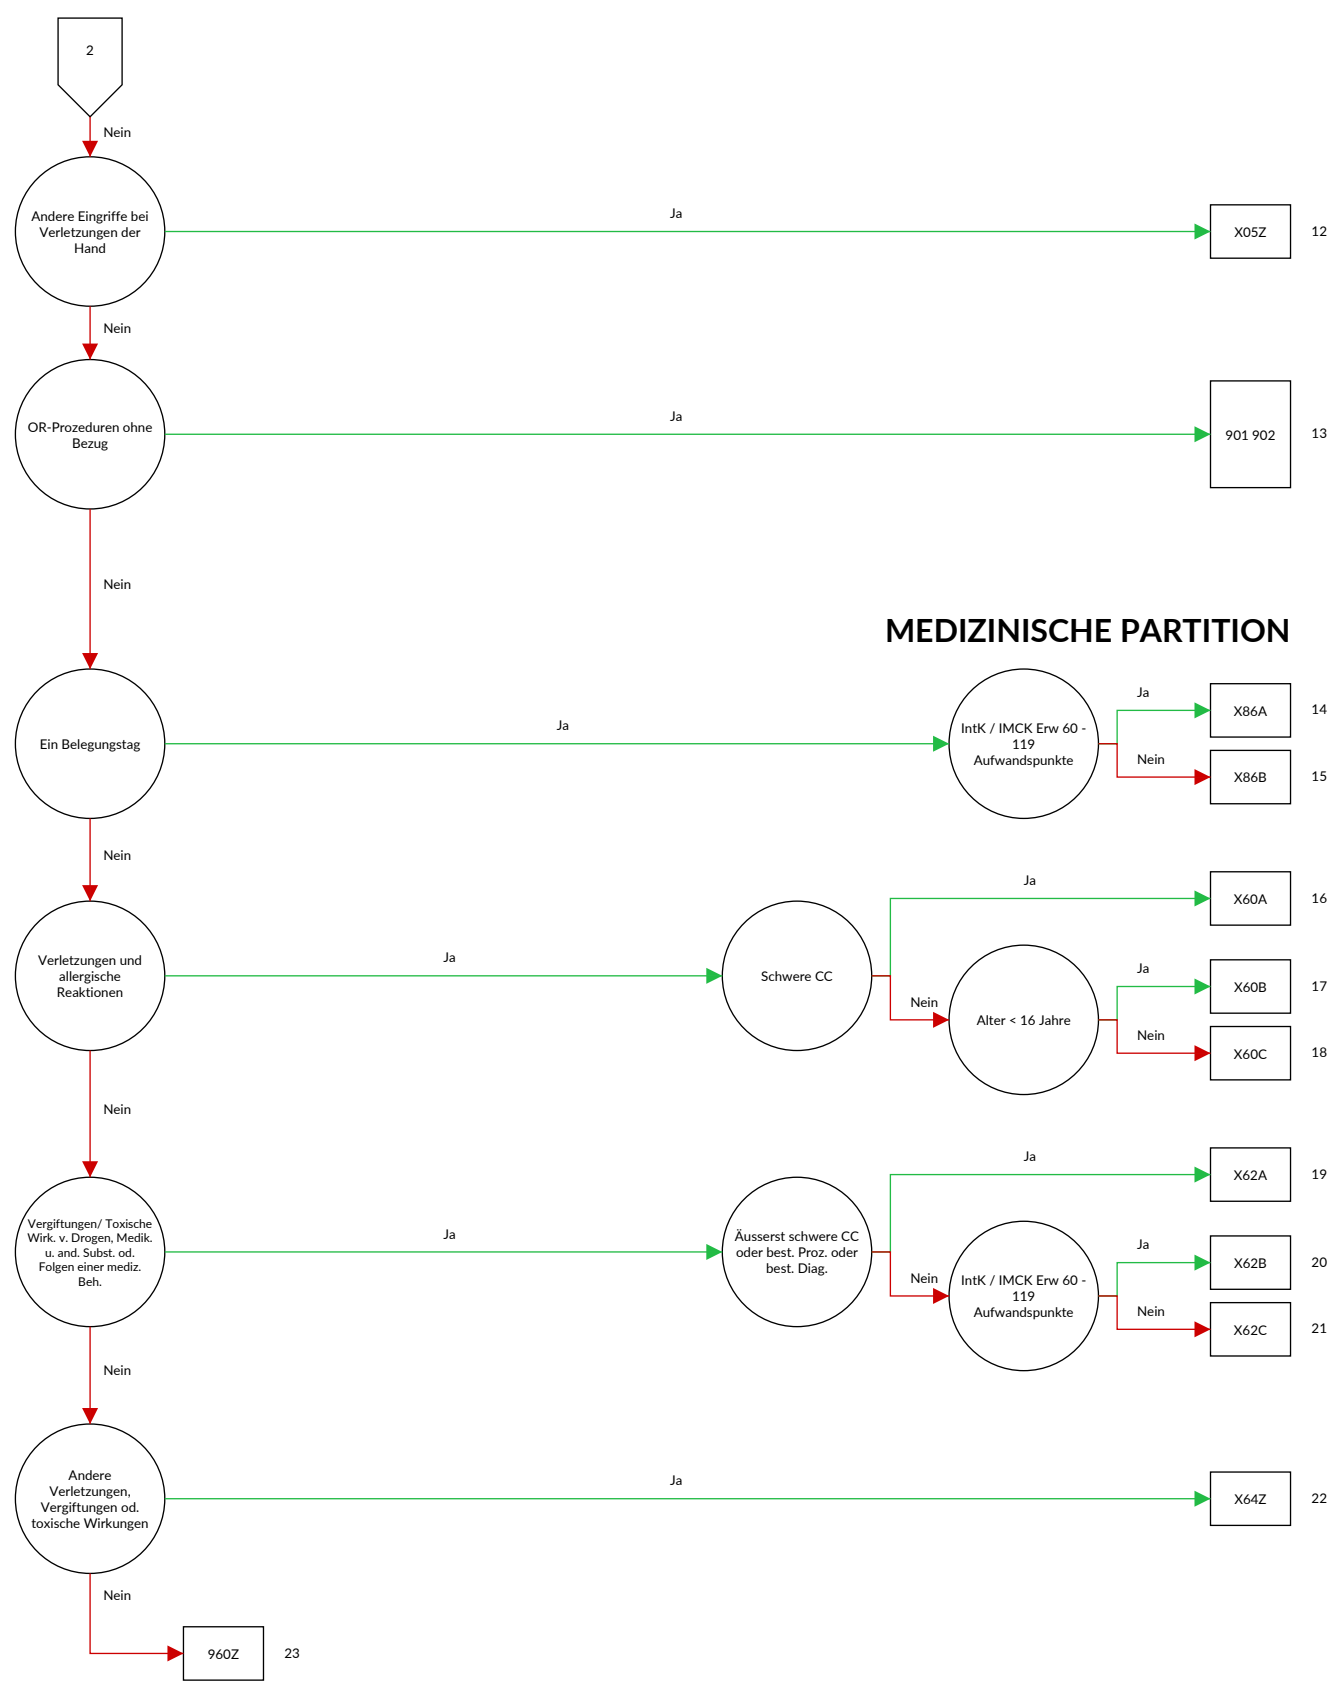 2
Nein
Andere Eingriffe bei
Verletzungen der
Hand
Ja
X05Z
12
Nein
OR-Prozeduren ohne
Bezug
Ja
901 902
13
Nein
MEDIZINISCHE PARTITION
Ein Belegungstag
Ja
IntK / IMCK Erw 60 -
119
Aufwandspunkte
Ja
X86A
14
Nein
X86B
15
Nein
Verletzungen und
allergische
Reaktionen
Ja
Schwere CC
Ja
X60A
16
Nein
Alter < 16 Jahre
Ja
X60B
17
Nein
X60C
18
Nein
Vergiftungen/ Toxische
Wirk. v. Drogen, Medik.
u. and. Subst. od.
Folgen einer mediz.
Beh.
Ja
Äusserst schwere CC
oder best. Proz. oder
best. Diag.
Ja
X62A
19
Nein
IntK / IMCK Erw 60 -
119
Aufwandspunkte
Ja
X62B
20
Nein
X62C
21
Nein
Andere
Verletzungen,
Vergiftungen od.
toxische Wirkungen
Ja
X64Z
22
Nein
960Z
23